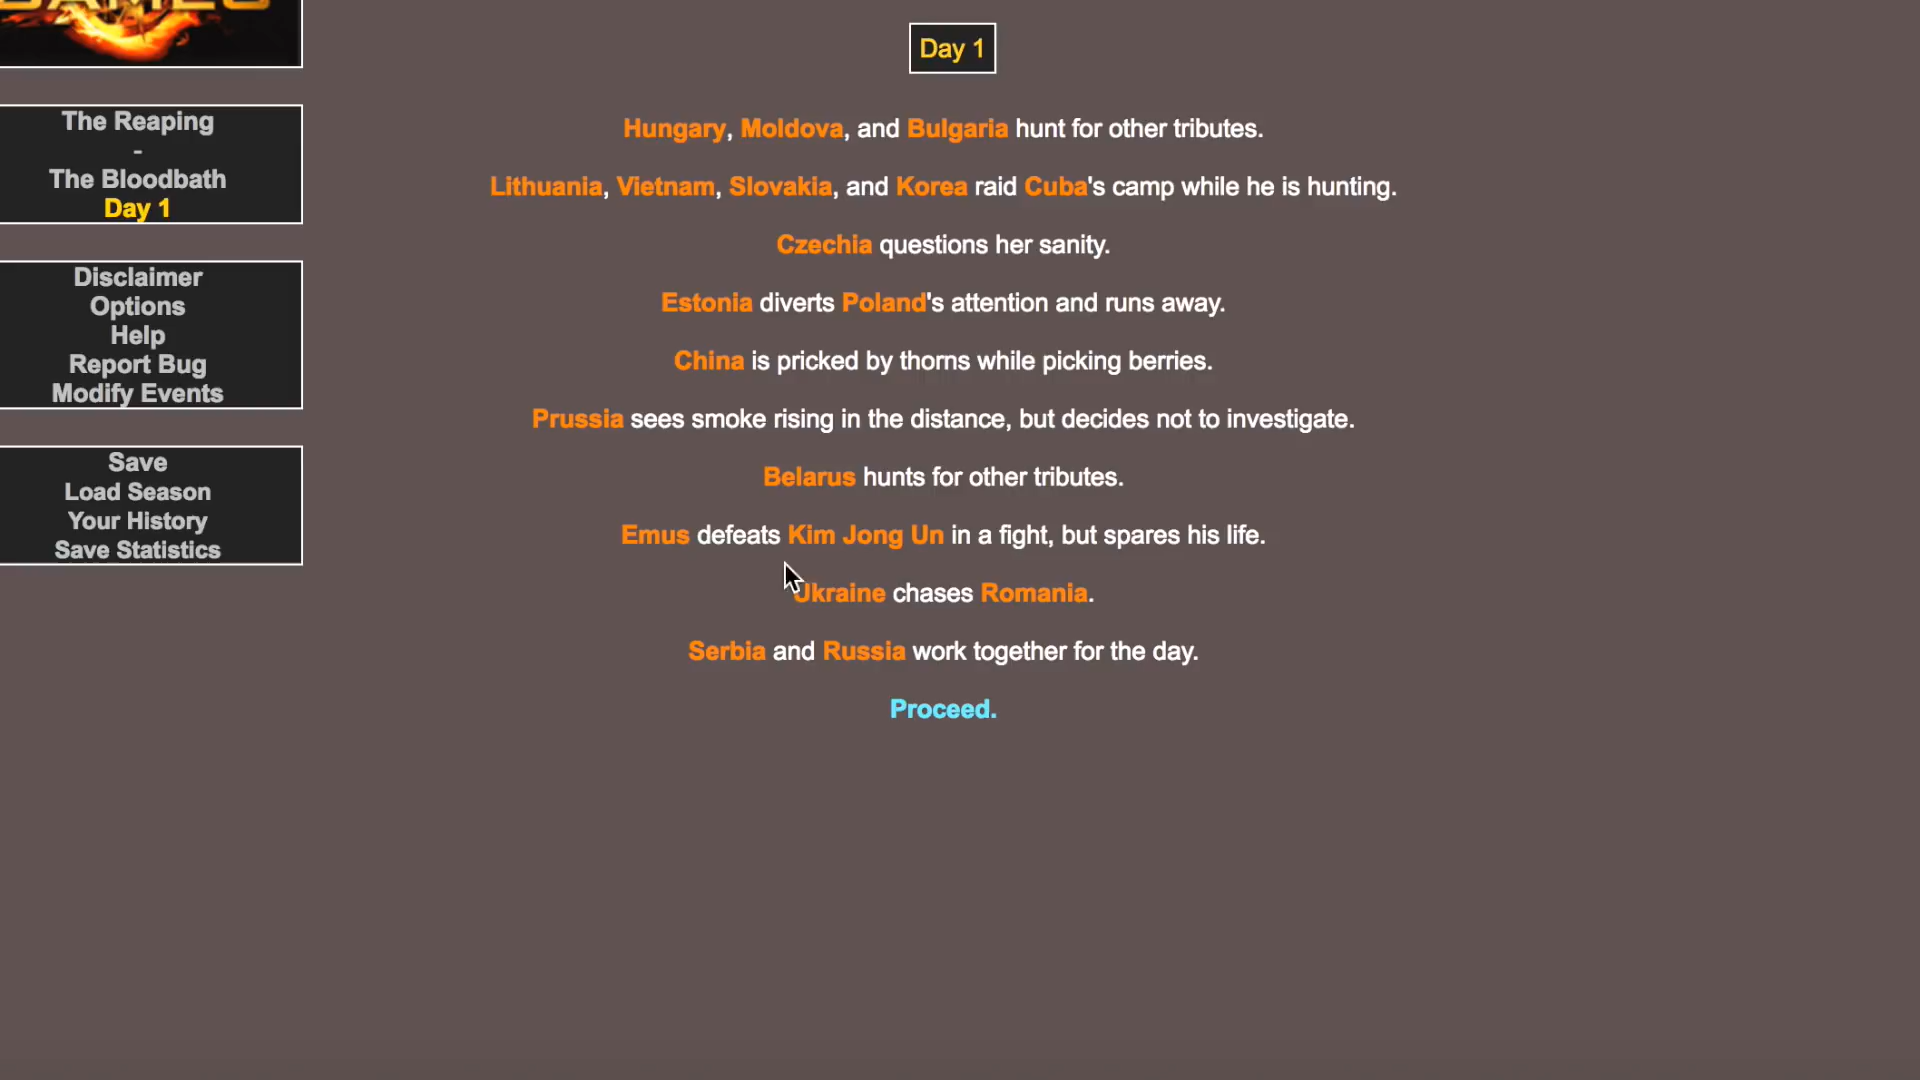 GAMES
Day 1
The Reaping
-
The Bloodbath
Day 1
Disclaimer
Options
Help
Report Bug
Modify Events
Save
Load Season
Your History
Save Statistics
Hungary, Moldova, and Bulgaria hunt for other tributes.
Lithuania, Vietnam, Slovakia, and Korea raid Cuba's camp while he is hunting.
Czechia questions her sanity.
Estonia diverts Poland's attention and runs away.
China is pricked by thorns while picking berries.
Prussia sees smoke rising in the distance, but decides not to investigate.
Belarus hunts for other tributes.
Emus defeats Kim Jong Un in a fight, but spares his life.
Ukraine chases Romania.
Serbia and Russia work together for the day.
Proceed.